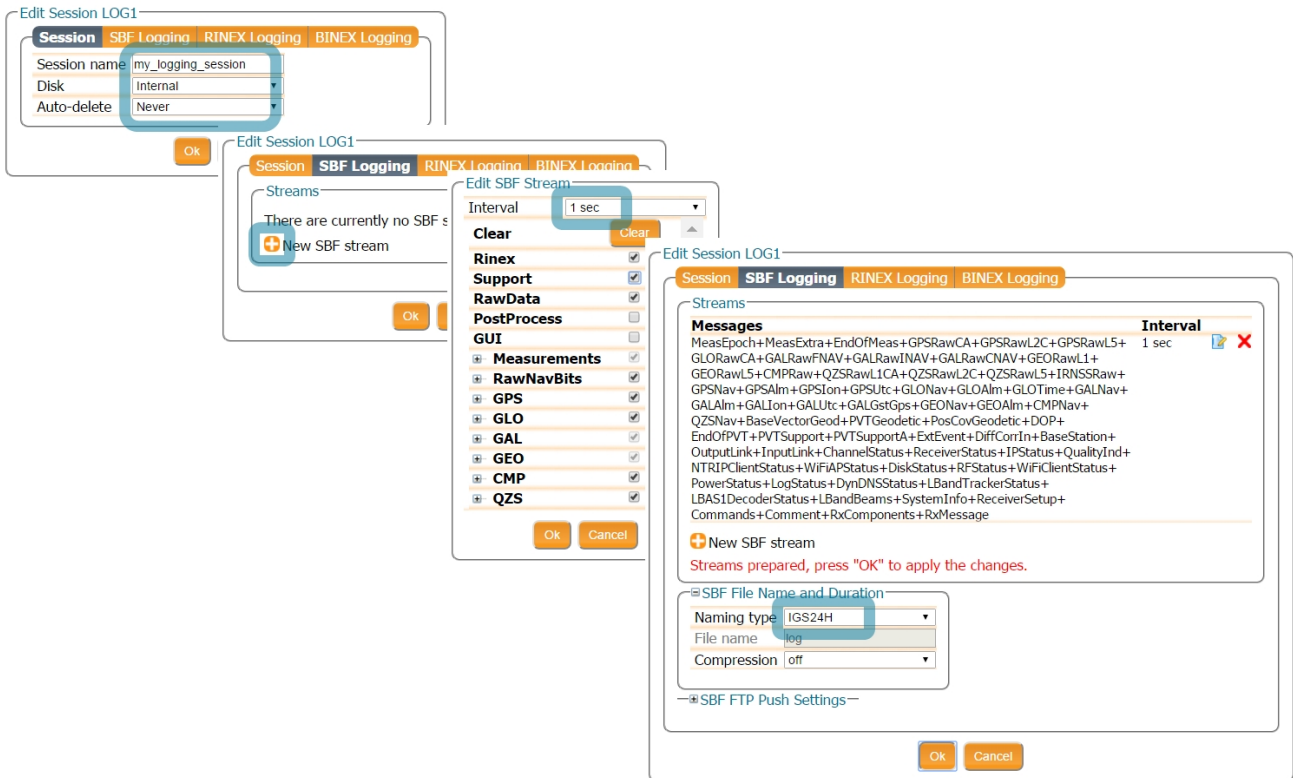 Edit Session LOG1
Session SBF Logging RINEX Logging BINEX Logging
Session name my_logging_session
Disk Internal
Auto-delete Never
Ok
Edit Session LOG1
Session SBF Logging RINEX Logging BINEX Logging
Streams
There are currently no SBF s
New SBF stream
Ok
Edit SBF Stream
Interval 1 sec
Clear Clear
Rinex
Support
RawData
PostProcess
GUI
Measurements
RawNavBits
GPS
GLO
GAL
GEO
CMP
QZS
Ok Cancel
Edit Session LOG1
Session SBF Logging RINEX Logging BINEX Logging
Streams
Messages Interval
MeasEpoch+MeasExtra+EndOfMeas+GPSRawCA+GPSRawL2C+GPSRawL5+ 1 sec
GLORawCA+GALRawFNAV+GALRawINAV+GALRawCNAV+GEORawL1+
GEORawL5+CMPRaw+QZSRawL1CA+QZSRawL2C+QZSRawL5+IRNSSRaw+
GPSNav+GPSAlm+GPSIon+GPSUtc+GLONav+GLOAlm+GLOTime+GALNav+
GALAlm+GALIon+GALUtc+GALGstGps+GEONav+GEOAlm+CMPNav+
QZSNav+BaseVectorGeod+PVTGeodetic+PosCovGeodetic+DOP+
EndOfPVT+PVTSupport+PVTSupportA+ExtEvent+DiffCorrIn+BaseStation+
OutputLink+InputLink+ChannelStatus+ReceiverStatus+IPStatus+QualityInd+
NTRIPClientStatus+WiFiAPStatus+DiskStatus+RFStatus+WiFiClientStatus+
PowerStatus+LogStatus+DynDNSStatus+LBandTrackerStatus+
LBAS1DecoderStatus+LBandBeams+SystemInfo+ReceiverSetup+
Commands+Comment+RxComponents+RxMessage
New SBF stream
Streams prepared, press "OK" to apply the changes.
SBF File Name and Duration
Naming type IGS24H
File name log
Compression off
SBF FTP Push Settings
Ok Cancel